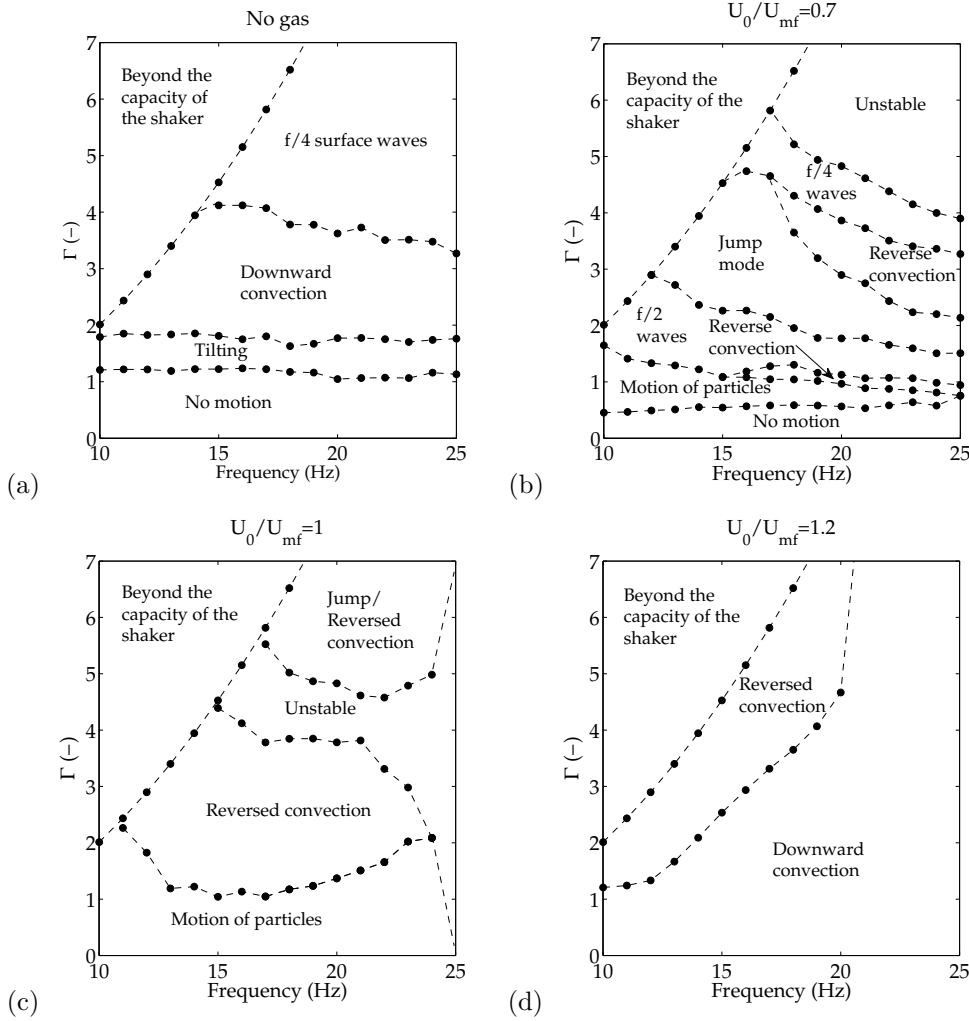 No gas
7
6
5
4
3
2
1
0
Γ (−)
Beyond the
capacity of
the shaker
f/4 surface waves
Downward
convection
Tilting
No motion
10
15
20
25
Frequency (Hz)
(a)
U0/Umf=0.7
7
6
5
4
3
2
1
0
Γ (−)
Beyond the
capacity of the
shaker
Unstable
f/4
waves
Jump
mode
Reverse
convection
f/2
waves
Reverse
convection
Motion of particles
No motion
10
15
20
25
Frequency (Hz)
(b)
U0/Umf=1
7
6
5
4
3
2
1
0
Γ (−)
Beyond the
capacity of the
shaker
Jump/
Reversed
convection
Unstable
Reversed convection
Motion of particles
10
15
20
25
Frequency (Hz)
(c)
U0/Umf=1.2
7
6
5
4
3
2
1
0
Γ (−)
Beyond the
capacity of the
shaker
Reversed
convection
Downward
convection
10
15
20
25
Frequency (Hz)
(d)